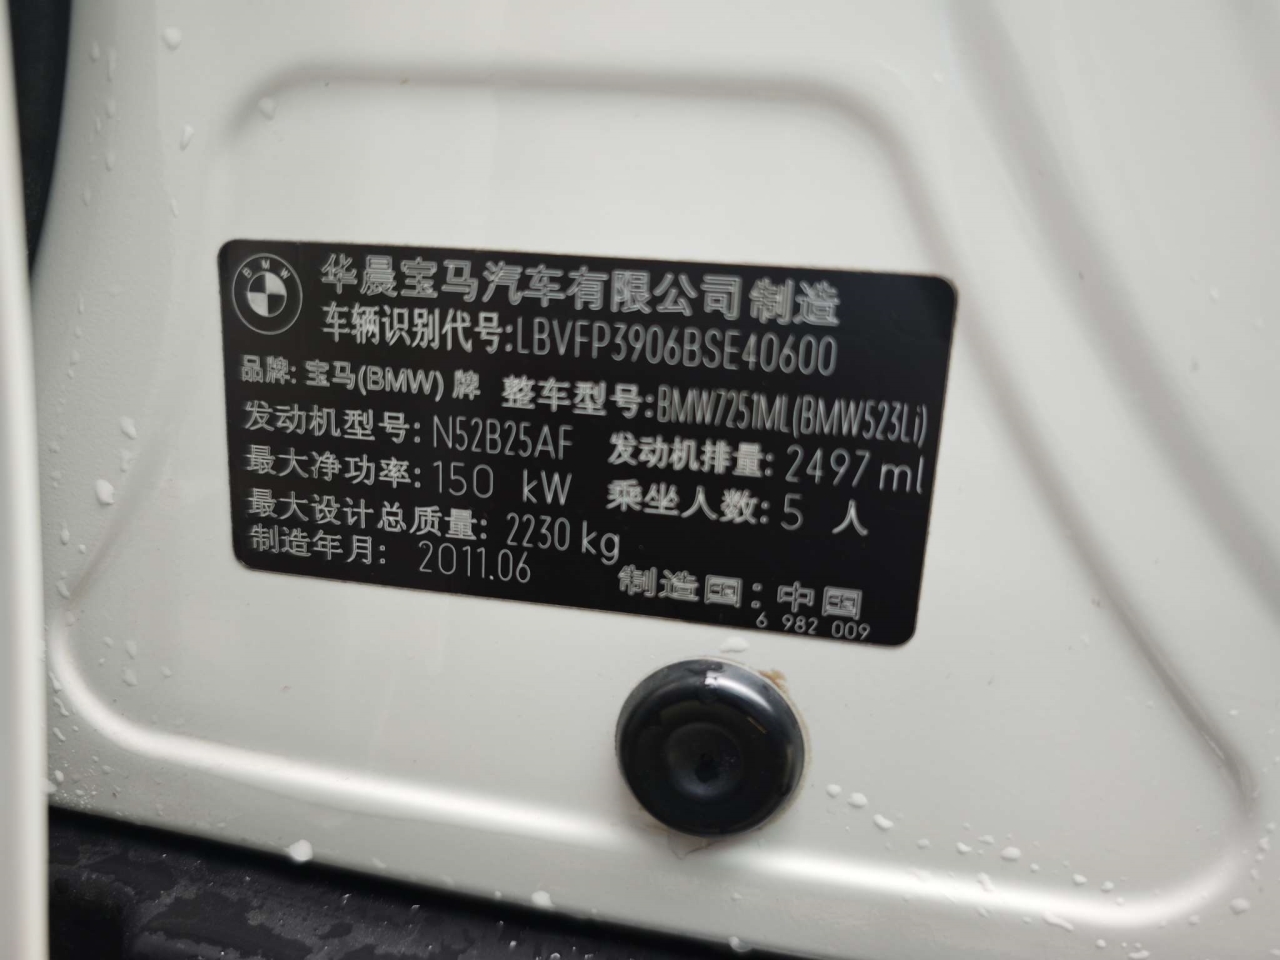 BMW
华晨宝马汽车有限公司制造
车辆识别代号:LBVFP3906BSE40600
品牌: 宝马(BMW) 牌 整车型号:BMW7251ML(BMW523Li)
发动机型号: N52B25AF 发动机排量: 2497 ml
最大净功率: 150 kW 乘坐人数: 5 人
最大设计总质量: 2230 kg
制造年月: 2011.06 制造国: 中国
6 982 009